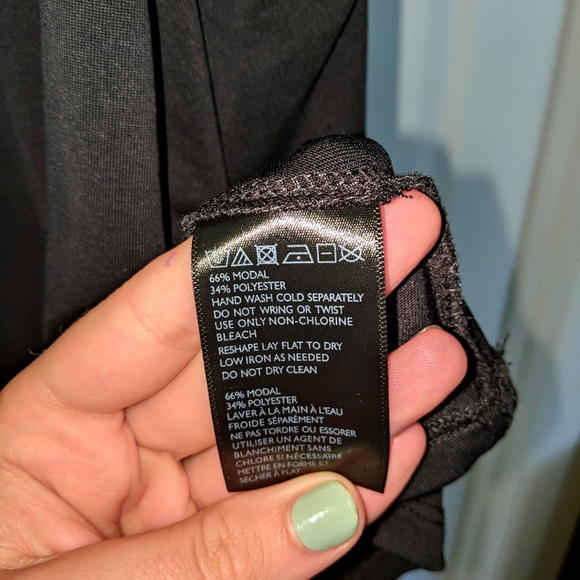 66% MODAL
34% POLYESTER
HAND WASH COLD SEPARATELY
DO NOT WRING OR TWIST
USE ONLY NON-CHLORINE
BLEACH
RESHAPE LAY FLAT TO DRY
LOW IRON AS NEEDED
DO NOT DRY CLEAN
66% MODAL
34% POLYESTER
LAVER À LA MAIN À L'EAU
FROIDE SÉPARÉMENT
NE PAS TORDRE OU ESSORER
UTILISER UN AGENT DE
BLANCHIMENT SANS
CHLORE SI NÉCESSAIRE
METTRE EN FORME ET
SÉCHER À PLAT